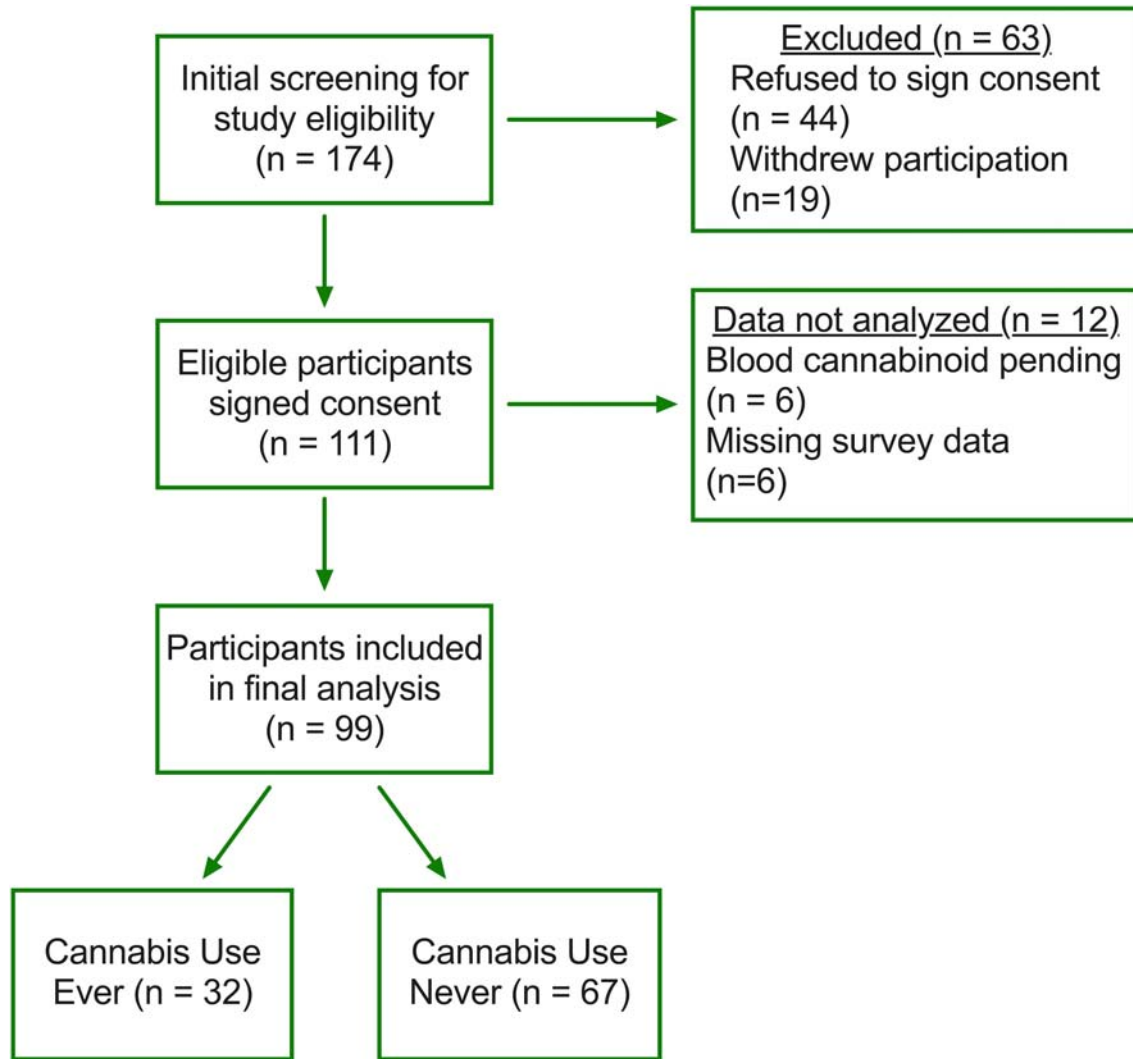 Initial screening for
study eligibility
(n = 174)
Excluded (n = 63)
Refused to sign consent
(n = 44)
Withdrew participation
(n=19)
Eligible participants
signed consent
(n = 111)
Data not analyzed (n = 12)
Blood cannabinoid pending
(n = 6)
Missing survey data
(n=6)
Participants included
in final analysis
(n = 99)
Cannabis Use
Ever (n = 32)
Cannabis Use
Never (n = 67)